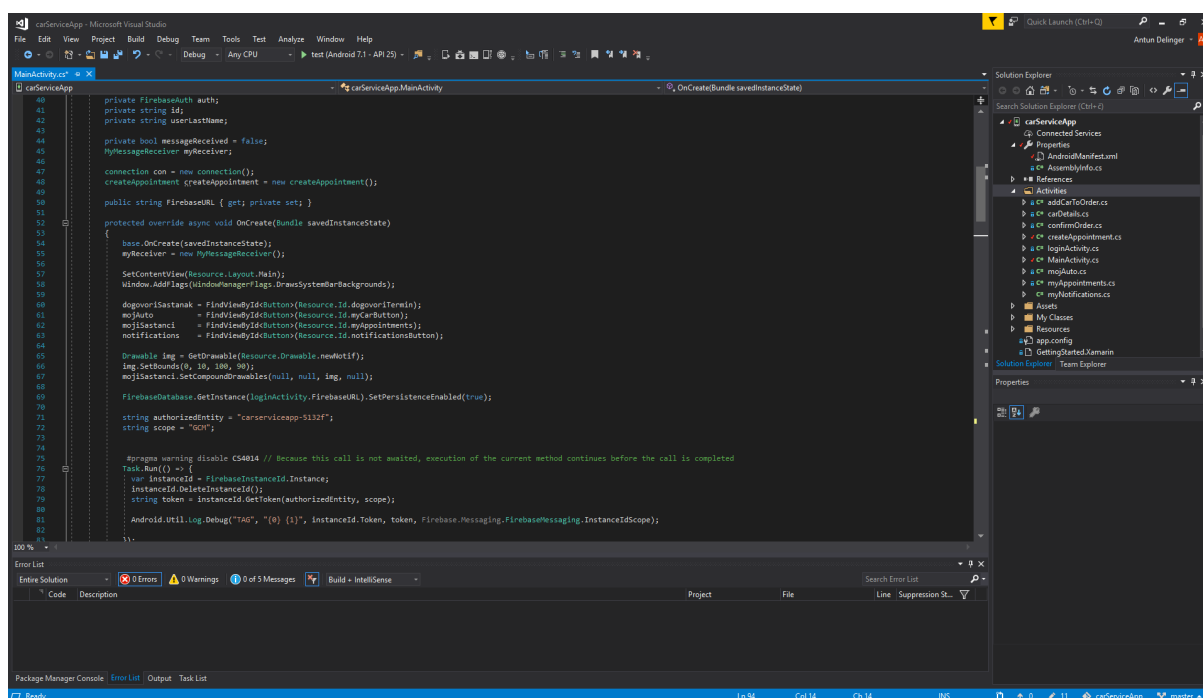 carServiceApp - Microsoft Visual Studio
Quick Launch (Ctrl+Q)
File Edit View Project Build Debug Team Tools Test Analyze Window Help
Antun Delinger
Debug Any CPU test (Android 7.1 - API 25)
MainActivity.cs*
carServiceApp carServiceApp.MainActivity OnCreate(Bundle savedInstanceState)
40 private FirebaseAuth auth;
41 private string id;
42 private string userLastName;
43
44 private bool messageReceived = false;
45 MyMessageReceiver myReceiver;
46
47 connection con = new connection();
48 createAppointment createAppointment = new createAppointment();
49
50 public string FirebaseURL { get; private set; }
51
52 protected override async void OnCreate(Bundle savedInstanceState)
53 {
54 base.OnCreate(savedInstanceState);
55 myReceiver = new MyMessageReceiver();
56
57 SetContentView(Resource.Layout.Main);
58 Window.AddFlags(WindowManagerFlags.DrawsSystemBarBackgrounds);
59
60 dogovoriSastanak = FindViewById<Button>(Resource.Id.dogovoriTermin);
61 mojAuto = FindViewById<Button>(Resource.Id.myCarButton);
62 mojiSastanci = FindViewById<Button>(Resource.Id.myAppointments);
63 notifications = FindViewById<Button>(Resource.Id.notificationsButton);
64
65 Drawable img = GetDrawable(Resource.Drawable.newNotif);
66 img.SetBounds(0, 10, 100, 90);
67 mojiSastanci.SetCompoundDrawables(null, null, img, null);
68
69 FirebaseDatabase.GetInstance(loginActivity.FirebaseURL).SetPersistenceEnabled(true);
70
71 string authorizedEntity = "carserviceapp-5132f";
72 string scope = "GCM";
73
74
75 #pragma warning disable CS4014 // Because this call is not awaited, execution of the current method continues before the call is completed
76 Task.Run(() => {
77 var instanceId = FirebaseInstanceId.Instance;
78 instanceId.DeleteInstanceId();
79 string token = instanceId.GetToken(authorizedEntity, scope);
80
81 Android.Util.Log.Debug("TAG", "{0} {1}", instanceId.Token, token, Firebase.Messaging.FirebaseMessaging.InstanceIdScope);
82
83 });
100 %
Solution Explorer
Search Solution Explorer (Ctrl+č)
carServiceApp
Connected Services
Properties
AndroidManifest.xml
AssemblyInfo.cs
References
Activities
addCarToOrder.cs
carDetails.cs
confirmOrder.cs
createAppointment.cs
loginActivity.cs
MainActivity.cs
mojAuto.cs
myAppointments.cs
myNotifications.cs
Assets
My Classes
Resources
app.config
GettingStarted.Xamarin
Solution Explorer Team Explorer
Properties
Error List
Entire Solution 0 Errors 0 Warnings 0 of 5 Messages Build + IntelliSense Search Error List
Code Description Project File Line Suppression St...
Package Manager Console Error List Output Task List
Ready Ln 94 Col 14 Ch 14 INS 0 11 carServiceApp master